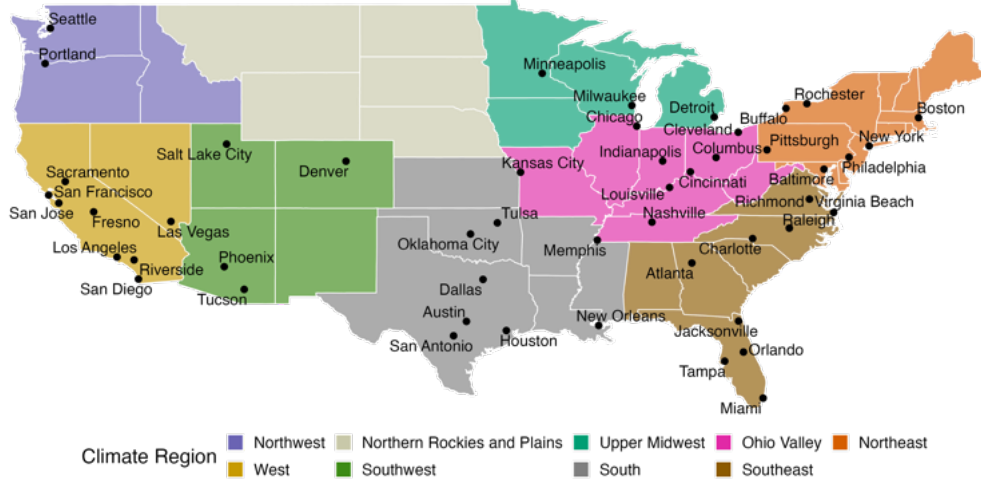 Seattle
Portland
Minneapolis
Milwaukee
Detroit
Rochester
Chicago
Buffalo
Boston
Cleveland
Salt Lake City
Denver
Kansas City
Indianapolis
Columbus
Pittsburgh
New York
Philadelphia
Sacramento
San Francisco
San Jose
Fresno
Las Vegas
Louisville
Cincinnati
Baltimore
Richmond
Virginia Beach
Nashville
Raleigh
Tulsa
Oklahoma City
Memphis
Charlotte
Los Angeles
Riverside
San Diego
Phoenix
Tucson
Atlanta
Dallas
Austin
San Antonio
Houston
New Orleans
Jacksonville
Orlando
Tampa
Miami
Climate Region
Northwest Northern Rockies and Plains Upper Midwest Ohio Valley Northeast
West Southwest South Southeast